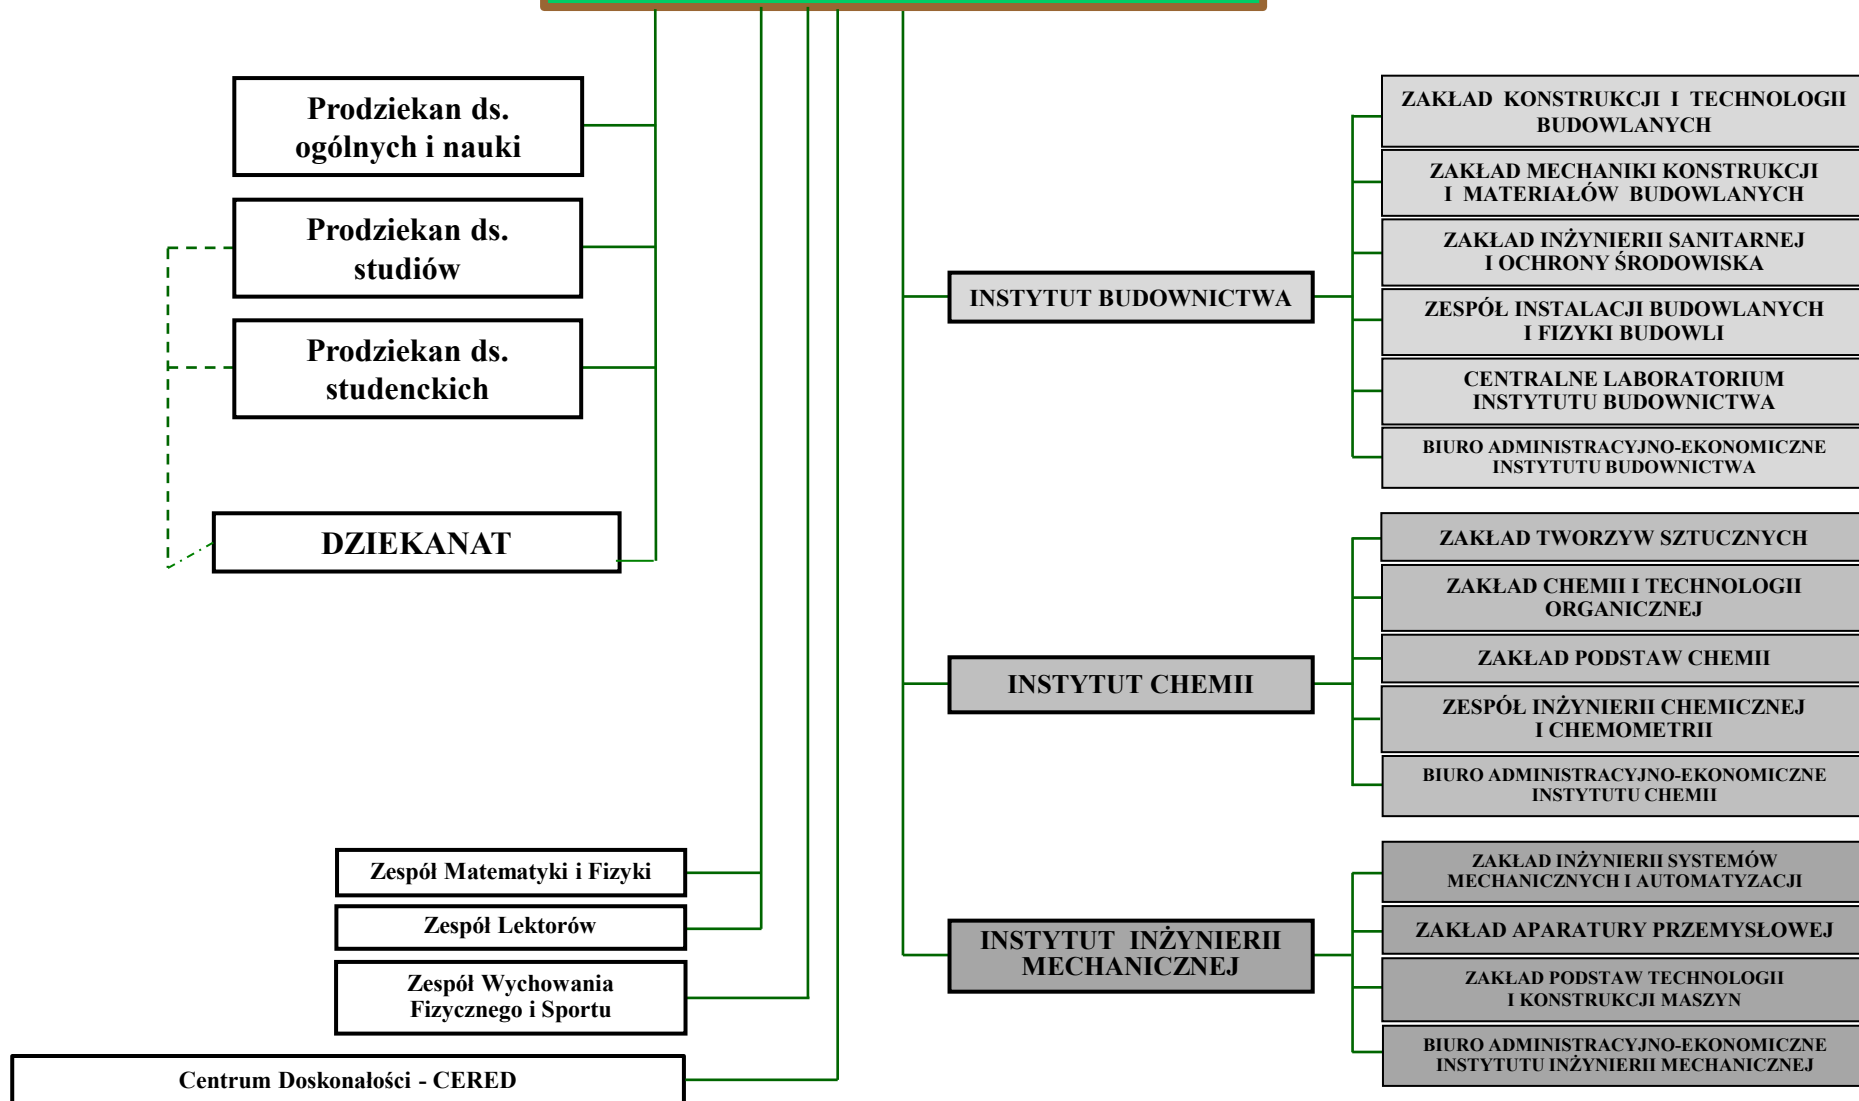 Prodziekan ds.
ogólnych i nauki
Prodziekan ds.
studiów
Prodziekan ds.
studenckich
DZIEKANAT
Zespół Matematyki i Fizyki
Zespół Lektorów
Zespół Wychowania
Fizycznego i Sportu
Centrum Doskonałości - CERED
INSTYTUT BUDOWNICTWA
ZAKŁAD KONSTRUKCJI I TECHNOLOGII
BUDOWLANYCH
ZAKŁAD MECHANIKI KONSTRUKCJI
I MATERIAŁÓW BUDOWLANYCH
ZAKŁAD INŻYNIERII SANITARNEJ
I OCHRONY ŚRODOWISKA
ZESPÓŁ INSTALACJI BUDOWLANYCH
I FIZYKI BUDOWLI
CENTRALNE LABORATORIUM
INSTYTUTU BUDOWNICTWA
BIURO ADMINISTRACYJNO-EKONOMICZNE
INSTYTUTU BUDOWNICTWA
INSTYTUT CHEMII
ZAKŁAD TWORZYW SZTUCZNYCH
ZAKŁAD CHEMII I TECHNOLOGII
ORGANICZNEJ
ZAKŁAD PODSTAW CHEMII
ZESPÓŁ INŻYNIERII CHEMICZNEJ
I CHEMOMETRII
BIURO ADMINISTRACYJNO-EKONOMICZNE
INSTYTUTU CHEMII
INSTYTUT INŻYNIERII
MECHANICZNEJ
ZAKŁAD INŻYNIERII SYSTEMÓW
MECHANICZNYCH I AUTOMATYZACJI
ZAKŁAD APARATURY PRZEMYSŁOWEJ
ZAKŁAD PODSTAW TECHNOLOGII
I KONSTRUKCJI MASZYN
BIURO ADMINISTRACYJNO-EKONOMICZNE
INSTYTUTU INŻYNIERII MECHANICZNEJ